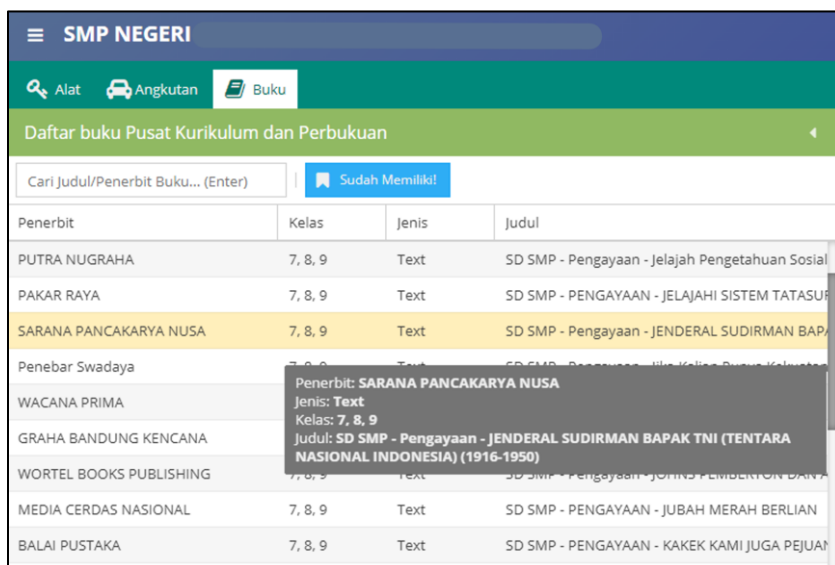 SMP NEGERI
Alat Angkutan Buku
Daftar buku Pusat Kurikulum dan Perbukuan
Cari Judul/Penerbit Buku... (Enter) Sudah Memiliki!
Penerbit Kelas Jenis Judul
PUTRA NUGRAHA 7, 8, 9 Text SD SMP - Pengayaan - Jelajah Pengetahuan Sosial
PAKAR RAYA 7, 8, 9 Text SD SMP - PENGAYAAN - JELAJAHI SISTEM TATASUR
SARANA PANCAKARYA NUSA 7, 8, 9 Text SD SMP - Pengayaan - JENDERAL SUDIRMAN BAPA
Penebar Swadaya
Penerbit: SARANA PANCAKARYA NUSA
Jenis: Text
Kelas: 7, 8, 9
Judul: SD SMP - Pengayaan - JENDERAL SUDIRMAN BAPAK TNI (TENTARA
NASIONAL INDONESIA) (1916-1950)
WACANA PRIMA
GRAHA BANDUNG KENCANA
WORTEL BOOKS PUBLISHING
MEDIA CERDAS NASIONAL 7, 8, 9 Text SD SMP - PENGAYAAN - JUBAH MERAH BERLIAN
BALAI PUSTAKA 7, 8, 9 Text SD SMP - PENGAYAAN - KAKEK KAMI JUGA PEJUAN